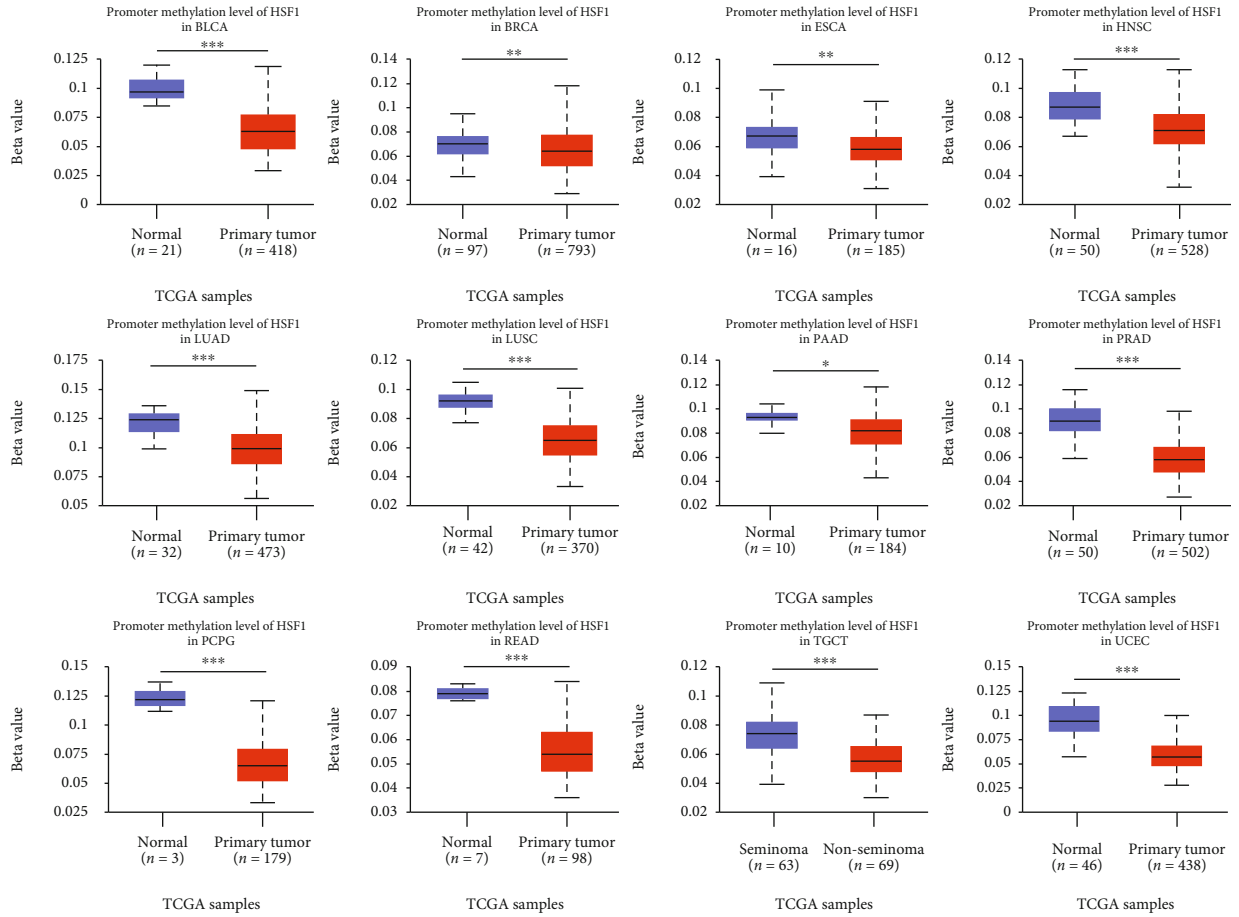 Promoter methylation level of HSF1
in BLCA
***
0.125
0.1
0.075
0.05
0.025
0
Beta value
Normal
(n = 21)
Primary tumor
(n = 418)
TCGA samples
Promoter methylation level of HSF1
in BRCA
**
0.14
0.12
0.1
0.08
0.06
0.04
0.02
Beta value
Normal
(n = 97)
Primary tumor
(n = 793)
TCGA samples
Promoter methylation level of HSF1
in ESCA
**
0.12
0.1
0.08
0.06
0.04
0.02
Beta value
Normal
(n = 16)
Primary tumor
(n = 185)
TCGA samples
Promoter methylation level of HSF1
in HNSC
***
0.12
0.1
0.08
0.06
0.04
0.02
Beta value
Normal
(n = 50)
Primary tumor
(n = 528)
TCGA samples
Promoter methylation level of HSF1
in LUAD
***
0.175
0.15
0.125
0.1
0.075
0.05
Beta value
Normal
(n = 32)
Primary tumor
(n = 473)
TCGA samples
Promoter methylation level of HSF1
in LUSC
***
0.12
0.1
0.08
0.06
0.04
0.02
Beta value
Normal
(n = 42)
Primary tumor
(n = 370)
TCGA samples
Promoter methylation level of HSF1
in PAAD
*
0.14
0.12
0.1
0.08
0.06
0.04
0.02
Beta value
Normal
(n = 10)
Primary tumor
(n = 184)
TCGA samples
Promoter methylation level of HSF1
in PRAD
***
0.14
0.12
0.1
0.08
0.06
0.04
0.02
Beta value
Normal
(n = 50)
Primary tumor
(n = 502)
TCGA samples
Promoter methylation level of HSF1
in PCPG
***
0.15
0.125
0.1
0.075
0.05
0.025
Beta value
Normal
(n = 3)
Primary tumor
(n = 179)
TCGA samples
Promoter methylation level of HSF1
in READ
***
0.09
0.08
0.07
0.06
0.05
0.04
0.03
Beta value
Normal
(n = 7)
Primary tumor
(n = 98)
TCGA samples
Promoter methylation level of HSF1
in TGCT
***
0.12
0.1
0.08
0.06
0.04
0.02
Beta value
Seminoma
(n = 63)
Non-seminoma
(n = 69)
TCGA samples
Promoter methylation level of HSF1
in UCEC
***
0.15
0.125
0.1
0.075
0.05
0.025
0
Beta value
Normal
(n = 46)
Primary tumor
(n = 438)
TCGA samples